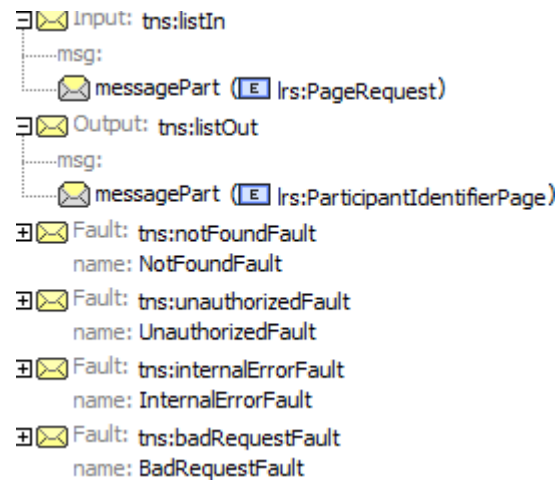 Input: tns:listIn
msg:
messagePart (E lrs:PageRequest)
Output: tns:listOut
msg:
messagePart (E lrs:ParticipantIdentifierPage)
Fault: tns:notFoundFault
name: NotFoundFault
Fault: tns:unauthorizedFault
name: UnauthorizedFault
Fault: tns:internalErrorFault
name: InternalErrorFault
Fault: tns:badRequestFault
name: BadRequestFault